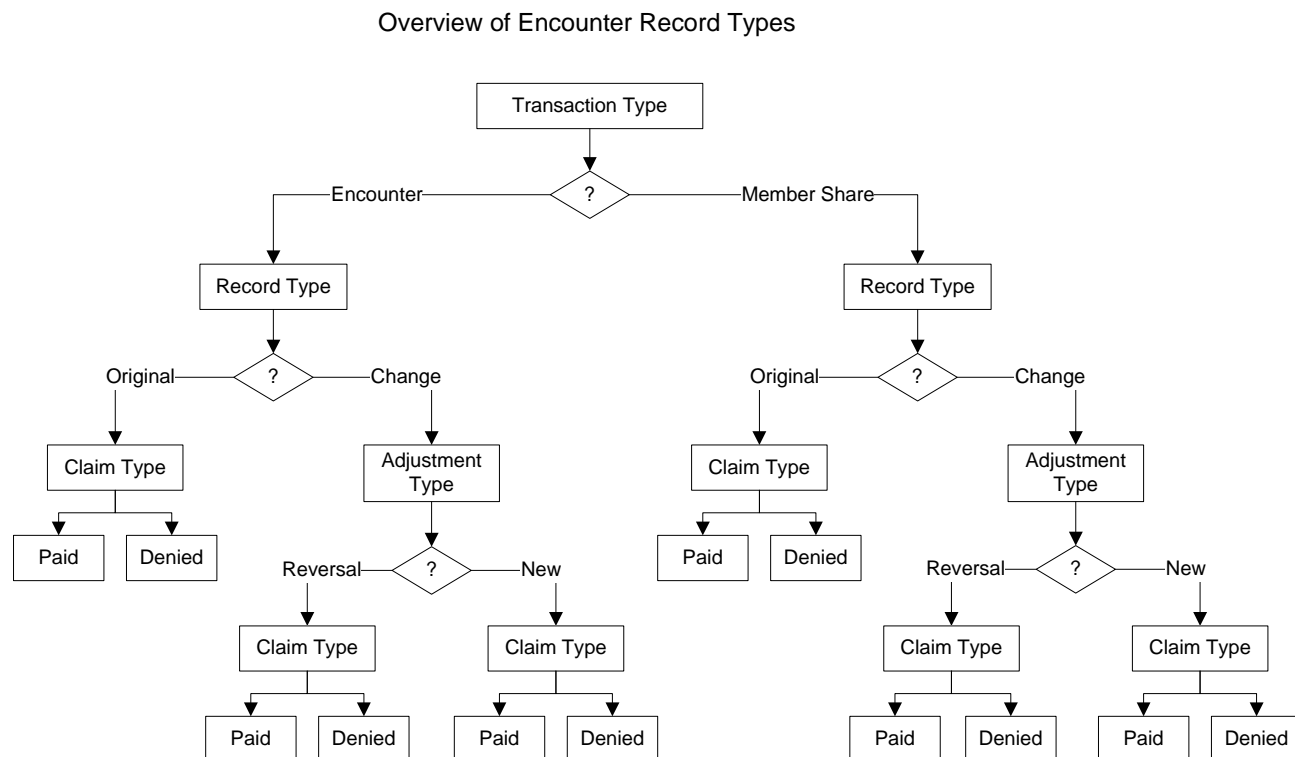 Overview of Encounter Record Types
Transaction Type
Encounter
?
Member Share
Record Type
Record Type
Original
?
Change
Original
?
Change
Claim Type
Adjustment
Type
Claim Type
Adjustment
Type
Paid
Denied
Paid
Denied
Reversal
?
New
Reversal
?
New
Claim Type
Claim Type
Claim Type
Claim Type
Paid
Denied
Paid
Denied
Paid
Denied
Paid
Denied